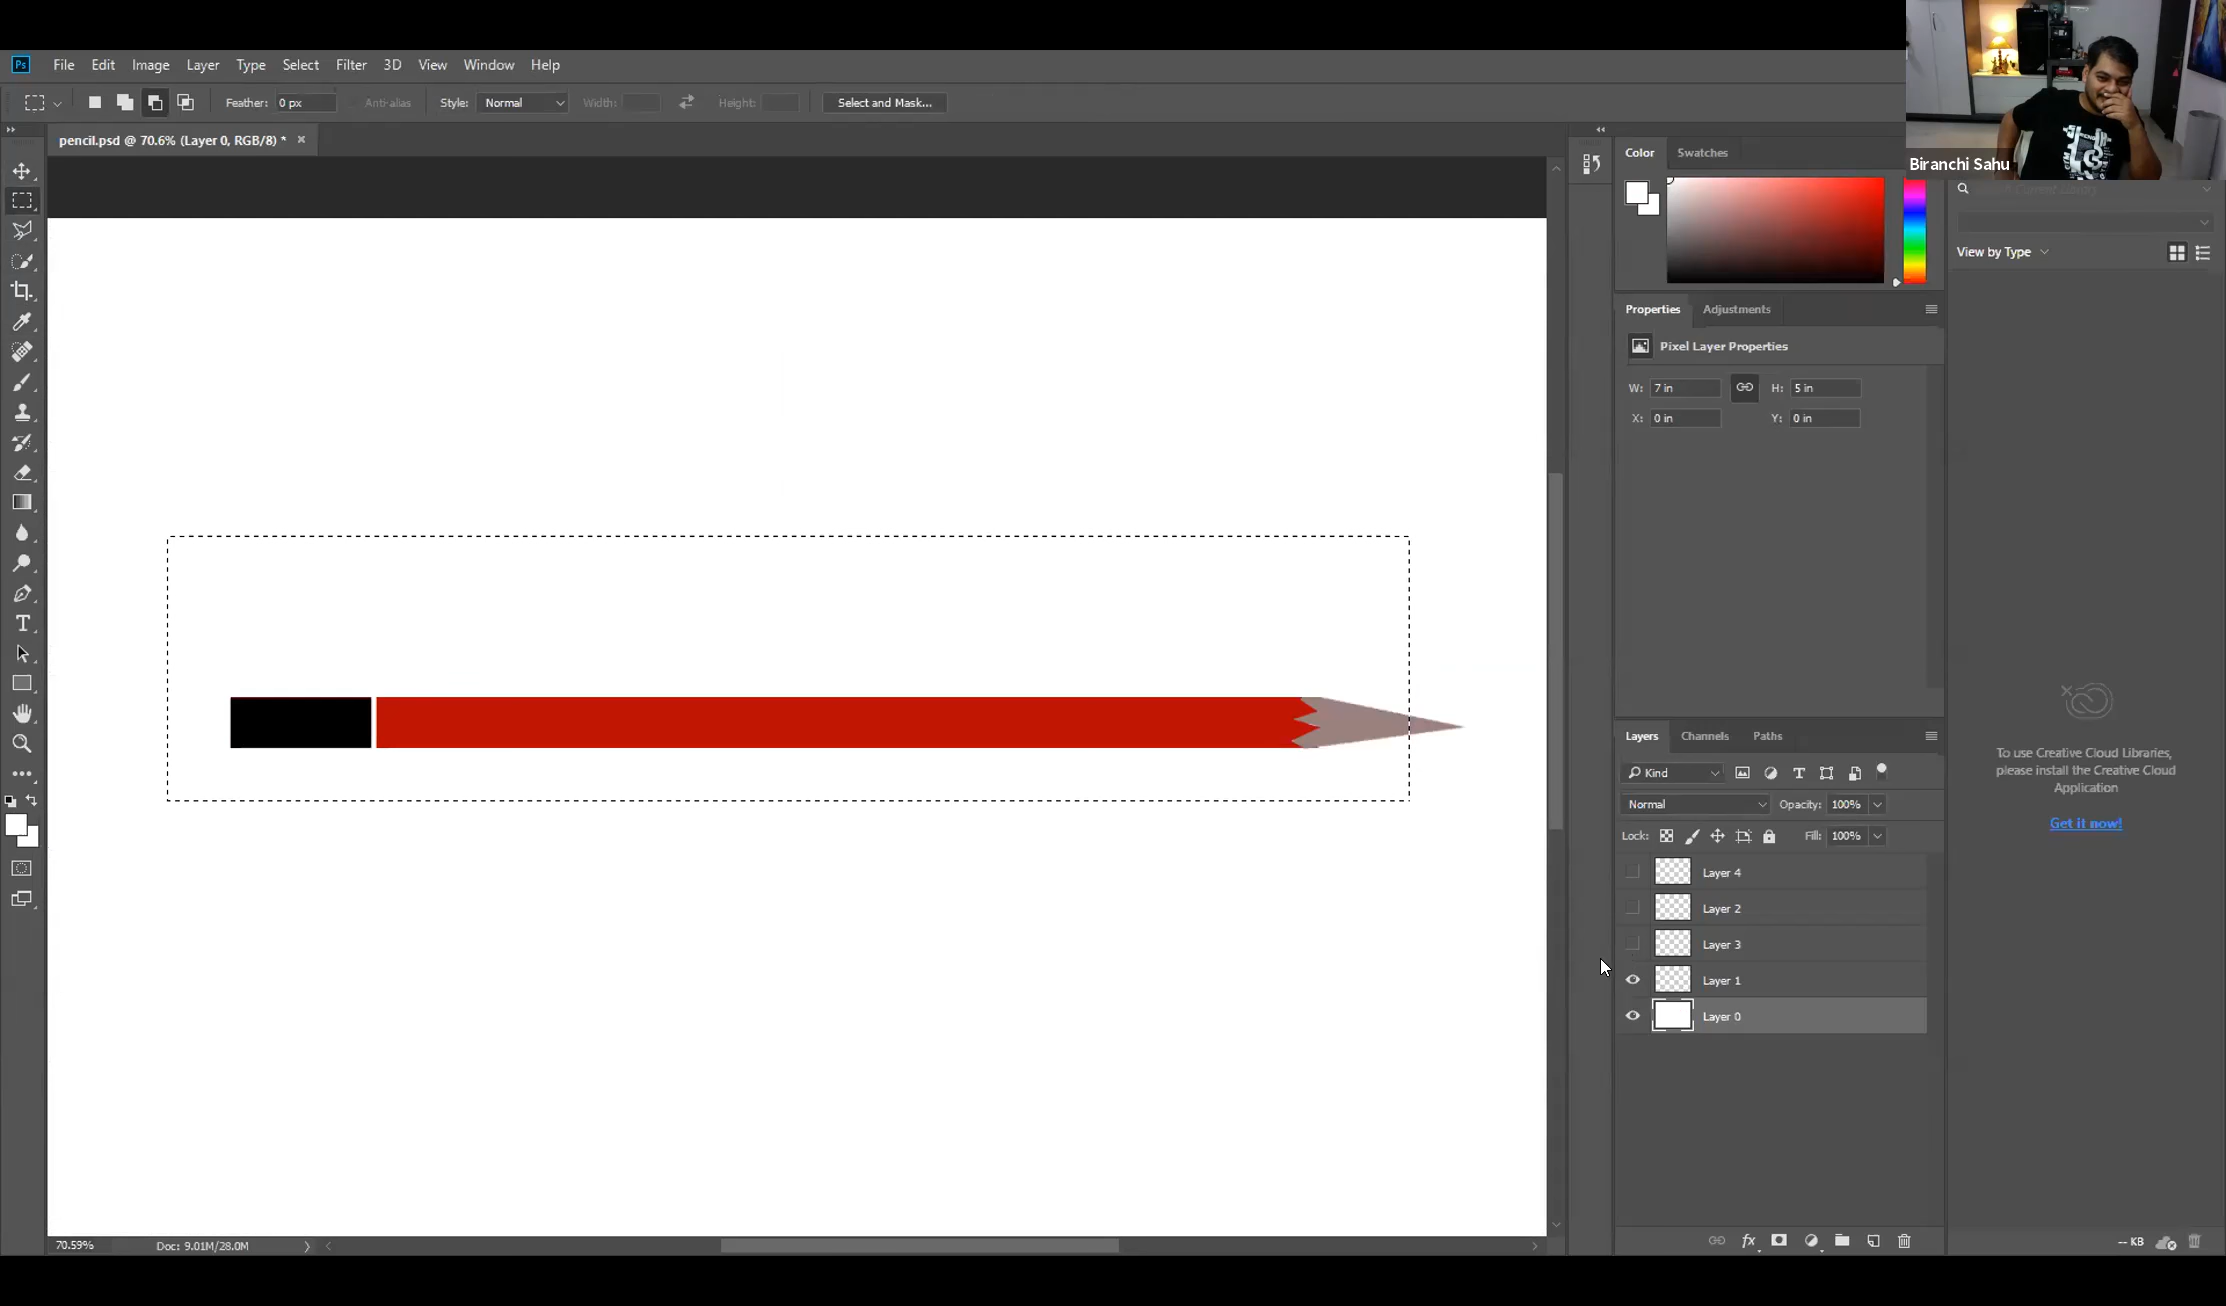 Ps File Edit Image Layer Type Select Filter 3D View Window Help
Feather: 0 px Anti-alias Style: Normal Width: Height: Select and Mask...
pencil.psd @ 70.6% (Layer 0, RGB/8) *
Biranchi Sahu
Color Swatches
View by Type
Properties Adjustments
Pixel Layer Properties
W: 7 in H: 5 in
X: 0 in Y: 0 in
To use Creative Cloud Libraries,
please install the Creative Cloud
Application
Get it now!
Layers Channels Paths
Kind
Normal Opacity: 100%
Lock: Fill: 100%
Layer 4
Layer 2
Layer 3
Layer 1
Layer 0
fx
70.59% Doc: 9.01M/28.0M
-- KB